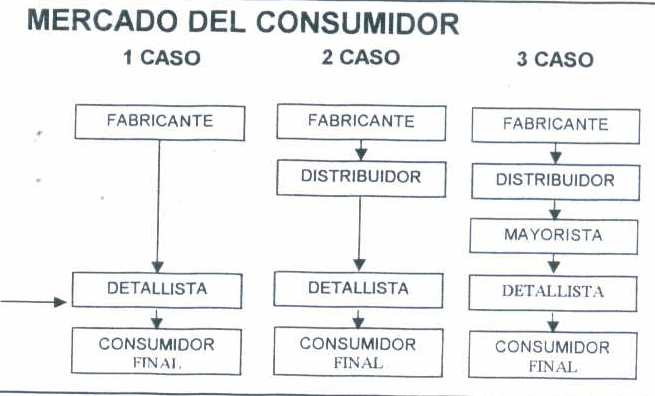 MERCADO DEL CONSUMIDOR
1 CASO
2 CASO
3 CASO
FABRICANTE
DETALLISTA
CONSUMIDOR
FINAL
FABRICANTE
DISTRIBUIDOR
DETALLISTA
CONSUMIDOR
FINAL
FABRICANTE
DISTRIBUIDOR
MAYORISTA
DETALLISTA
CONSUMIDOR
FINAL